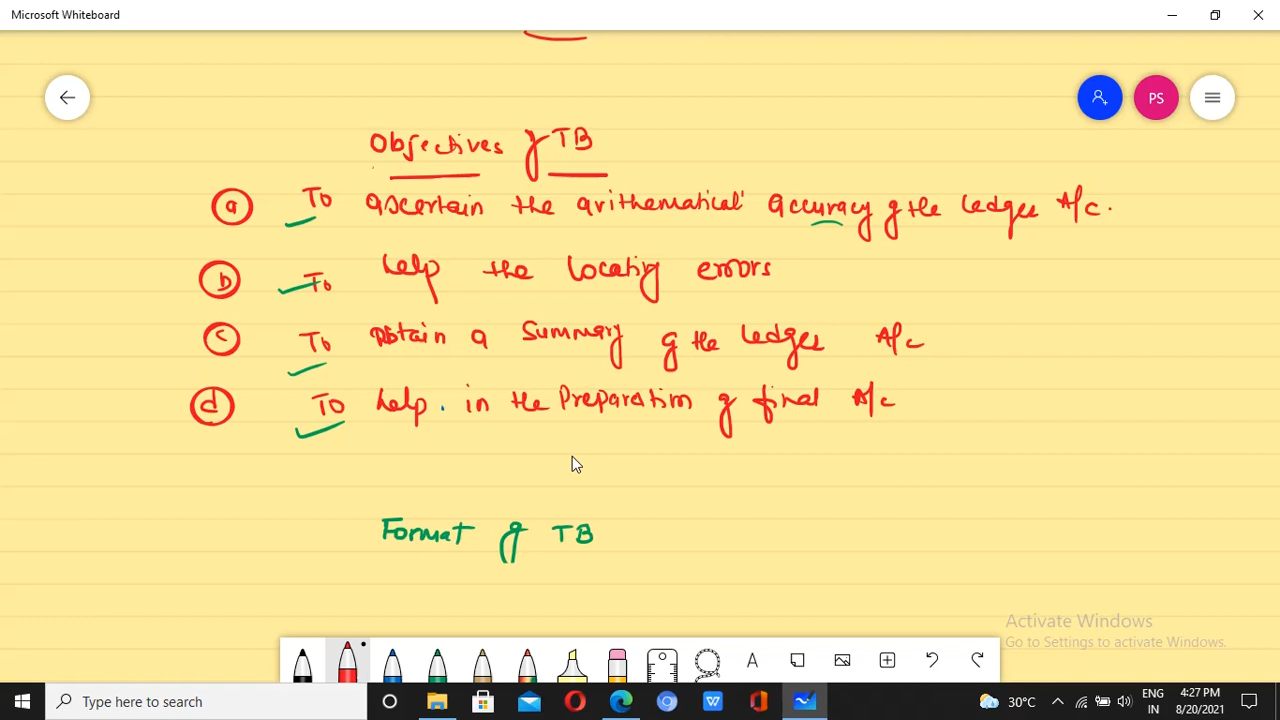 Microsoft Whiteboard
PS
Objectives of TB
a To ascertain the arithematical accuracy of the ledger A/c.
b To help the locating errors
c To obtain a summary of the ledger A/c
d To help. in the Preparation of final A/c
Format of TB
Activate Windows
Go to Settings to activate Windows.
A
Type here to search
30°C
ENG
IN
4:27 PM
8/20/2021